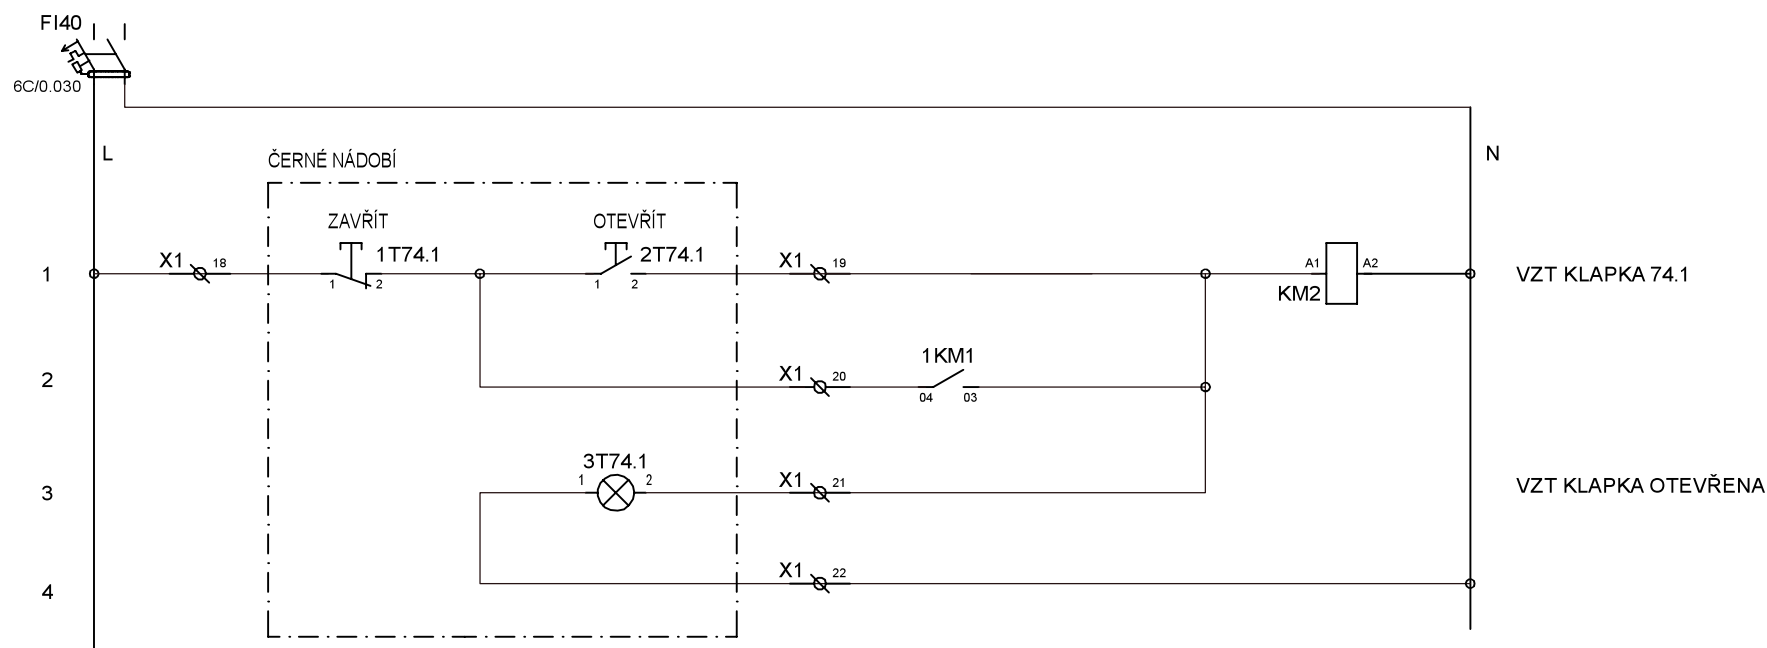 FI40
6C/0.030
L
N
ČERNÉ NÁDOBÍ
ZAVŘÍT
OTEVŘÍT
1
X1 18
1T74.1
1 2
2T74.1
1 2
X1 19
A1 A2
KM2
VZT KLAPKA 74.1
2
X1 20
1KM1
04 03
3
3T74.1
1 2
X1 21
VZT KLAPKA OTEVŘENA
4
X1 22